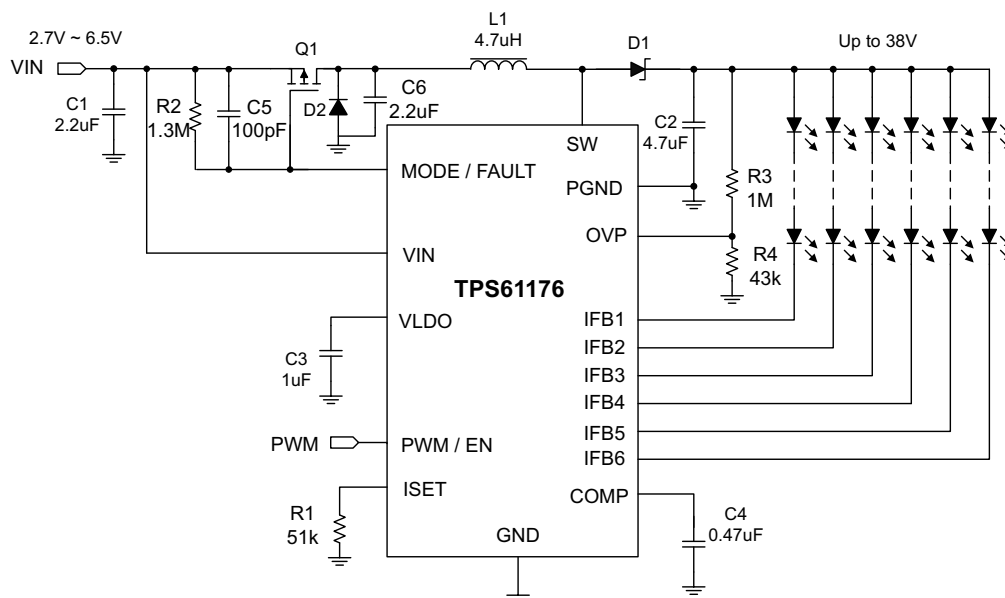 L1
4.7uH
2.7V ~ 6.5V
Q1
D1
Up to 38V
VIN
C1
2.2uF
R2
1.3M
C5
100pF
D2
C6
2.2uF
C2
4.7uF
SW
MODE / FAULT
PGND
R3
1M
OVP
VIN
R4
43k
TPS61176
VLDO
IFB1
C3
1uF
IFB2
IFB3
IFB4
IFB5
PWM
PWM / EN
IFB6
ISET
COMP
R1
51k
C4
0.47uF
GND